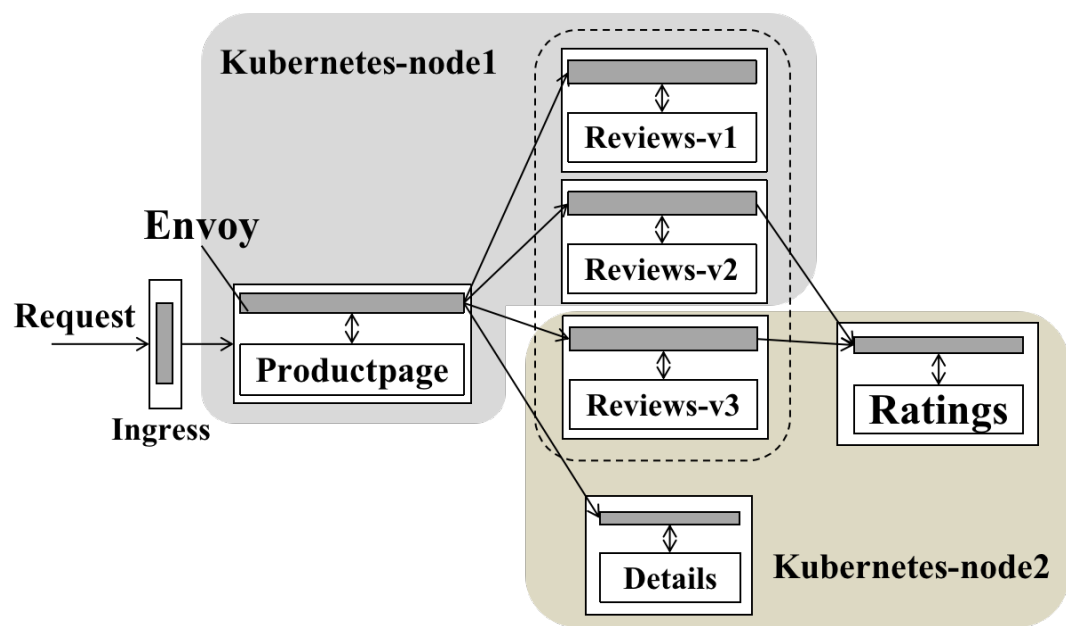 Kubernetes-node1
Reviews-v1
Envoy
Reviews-v2
Request
Productpage
Ingress
Reviews-v3
Ratings
Details
Kubernetes-node2